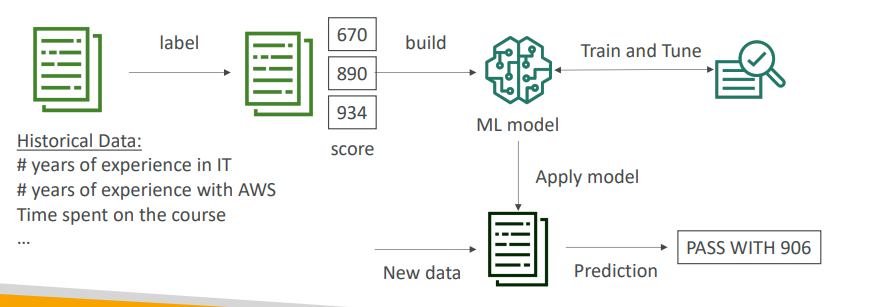 label
670
890
934
score
build
Train and Tune
ML model
Historical Data:
# years of experience in IT
# years of experience with AWS
Time spent on the course
...
Apply model
New data
Prediction
PASS WITH 906